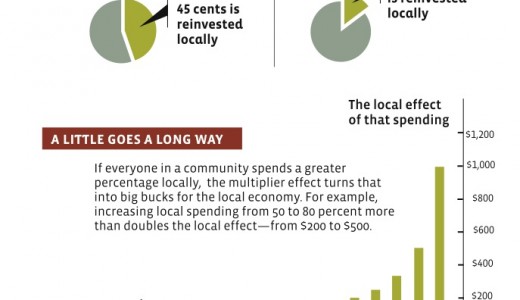 45 cents is
reinvested
locally
is reinvested
locally
The local effect
of that spending
A LITTLE GOES A LONG WAY
If everyone in a community spends a greater
percentage locally, the multiplier effect turns that
into big bucks for the local economy. For example,
increasing local spending from 50 to 80 percent more
than doubles the local effect—from $200 to $500.
$1,200
$1,000
$800
$600
$400
$200